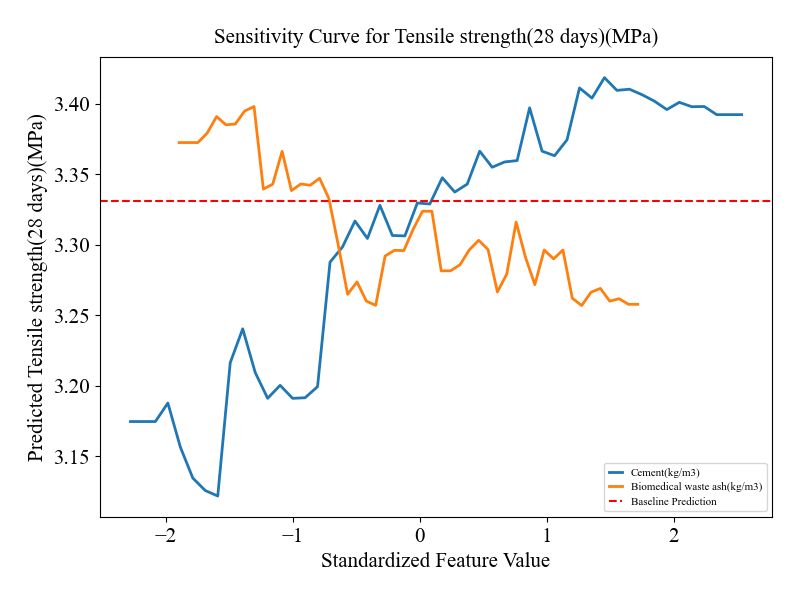 Sensitivity Curve for Tensile strength(28 days)(MPa)
Predicted Tensile strength(28 days)(MPa)
3.40
3.35
3.30
3.25
3.20
3.15
Cement(kg/m3)
Biomedical waste ash(kg/m3)
Baseline Prediction
−2
−1
0
1
2
Standardized Feature Value